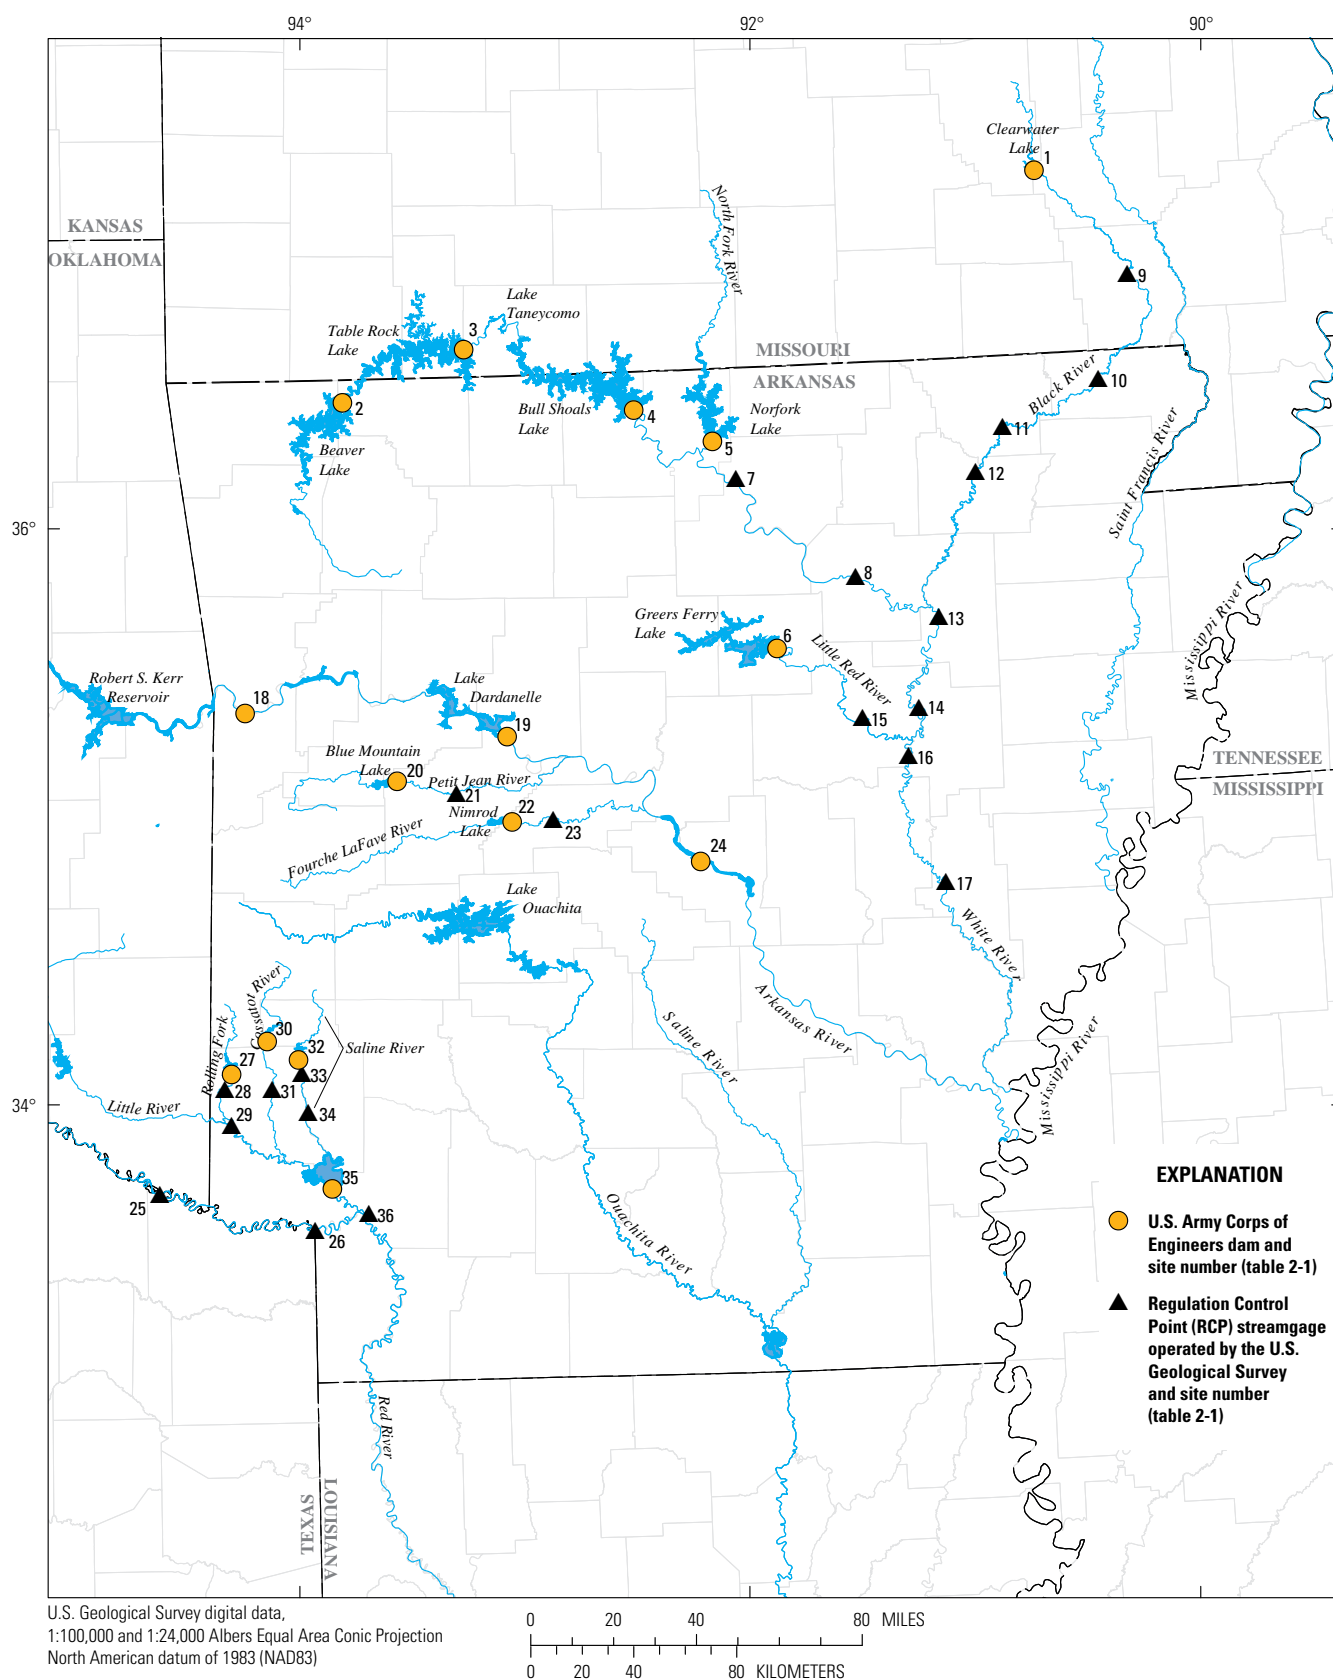 94°
92°
90°
Clearwater
Lake
1
North Fork River
KANSAS
OKLAHOMA
9
Lake
Taneycomo
Table Rock
Lake
3
MISSOURI
ARKANSAS
Black River
10
2
Bull Shoals
Lake
4
Norfork
Lake
5
11
Beaver
Lake
7
12
Saint Francis River
36°
8
Mississippi River
Greers Ferry
Lake
6
13
Little Red River
Robert S. Kerr
Reservoir
Lake
Dardanelle
18
14
15
19
16
Blue Mountain
Lake
20
Petit Jean River
21
TENNESSEE
MISSISSIPPI
Nimrod
Lake
22
23
Fourche LaFave River
24
17
Lake
Ouachita
White River
Cossatot River
Arkansas River
Saline River
30
Rolling Fork
32
Saline River
27
33
28
31
Mississippi River
Little River
29
34
34°
35
25
36
26
Ouachita River
Red River
TEXAS
LOUISIANA
EXPLANATION
U.S. Army Corps of
Engineers dam and
site number (table 2-1)
Regulation Control
Point (RCP) streamgage
operated by the U.S.
Geological Survey
and site number
(table 2-1)
U.S. Geological Survey digital data,
1:100,000 and 1:24,000 Albers Equal Area Conic Projection
North American datum of 1983 (NAD83)
0 20 40 80 MILES
0 20 40 80 KILOMETERS